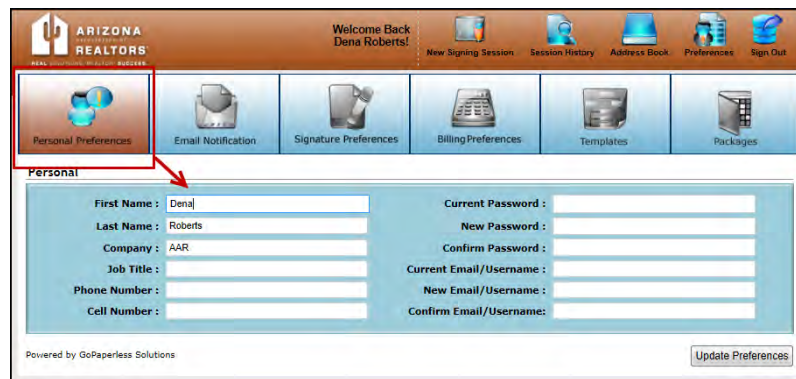 ARIZONA
REALTORS
Welcome Back
Dena Roberts!
New Signing Session
Session History
Address Book
Preferences
Sign Out
Personal Preferences
Email Notification
Signature Preferences
Billing Preferences
Templates
Packages
Personal
First Name : Dena
Current Password :
Last Name : Roberts
New Password :
Company : AAR
Confirm Password :
Job Title :
Current Email/Username :
Phone Number :
New Email/Username :
Cell Number :
Confirm Email/Username:
Powered by GoPaperless Solutions
Update Preferences